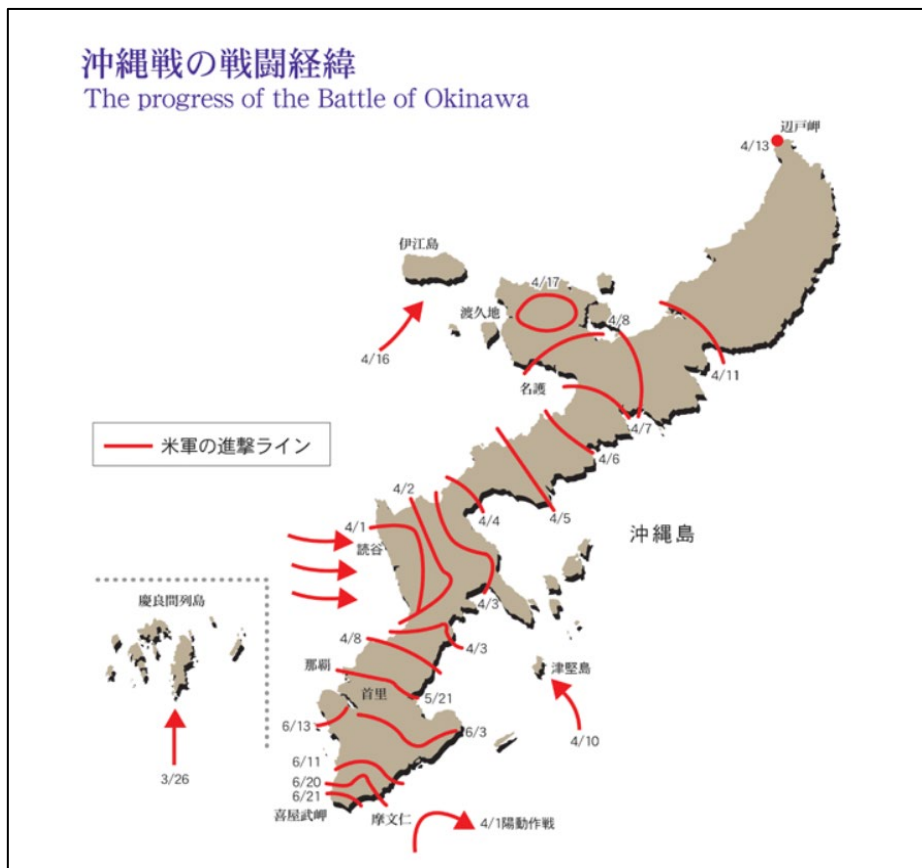 沖縄戦の戦闘経緯
The progress of the Battle of Okinawa
辺戸岬
4/13
伊江島
4/17
渡久地
4/8
4/16
4/11
名護
4/7
米軍の進撃ライン
4/6
4/2
4/4
4/5
4/1
沖縄島
読谷
慶良間列島
4/3
4/8
4/3
那覇
津堅島
首里
5/21
6/13
6/3
4/10
6/11
3/26
6/20
6/21
喜屋武岬
摩文仁
4/1陽動作戦